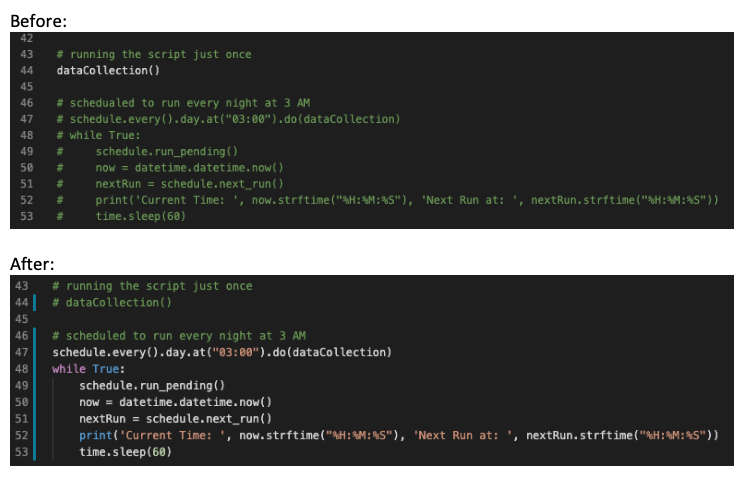 Before:
42
43 # running the script just once
44 dataCollection()
45
46 # schedualed to run every night at 3 AM
47 # schedule.every().day.at("03:00").do(dataCollection)
48 # while True:
49 #     schedule.run_pending()
50 #     now = datetime.datetime.now()
51 #     nextRun = schedule.next_run()
52 #     print('Current Time: ', now.strftime("%H:%M:%S"), 'Next Run at: ', nextRun.strftime("%H:%M:%S"))
53 #     time.sleep(60)
After:
43 # running the script just once
44 # dataCollection()
45
46 # scheduled to run every night at 3 AM
47 schedule.every().day.at("03:00").do(dataCollection)
48 while True:
49     schedule.run_pending()
50     now = datetime.datetime.now()
51     nextRun = schedule.next_run()
52     print('Current Time: ', now.strftime("%H:%M:%S"), 'Next Run at: ', nextRun.strftime("%H:%M:%S"))
53     time.sleep(60)